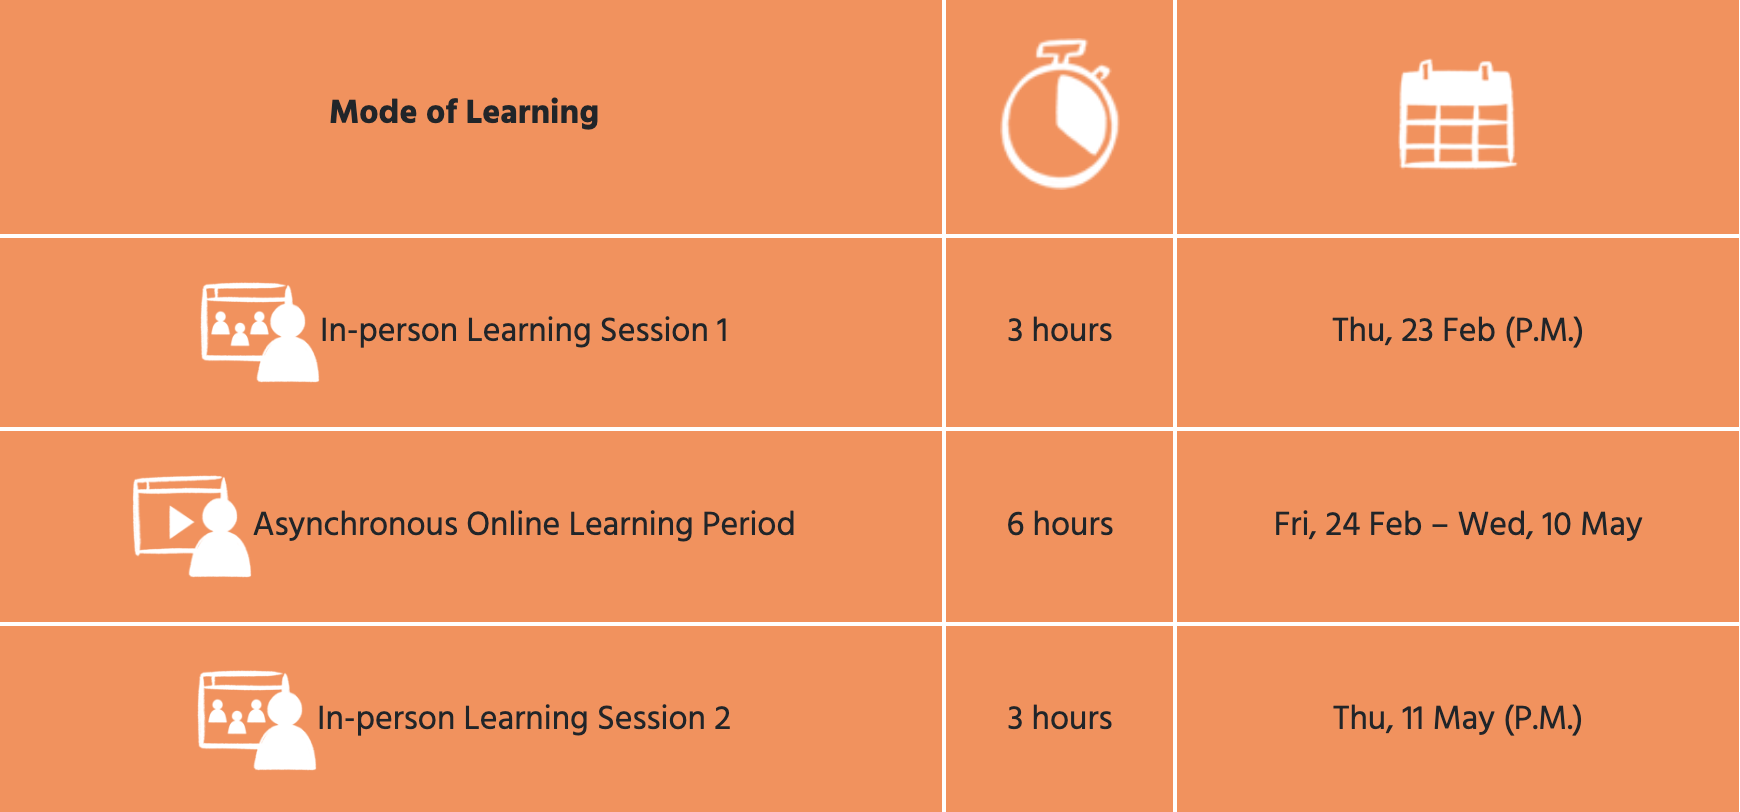 Mode of Learning
In-person Learning Session 1
3 hours
Thu, 23 Feb (P.M.)
Asynchronous Online Learning Period
6 hours
Fri, 24 Feb – Wed, 10 May
In-person Learning Session 2
3 hours
Thu, 11 May (P.M.)